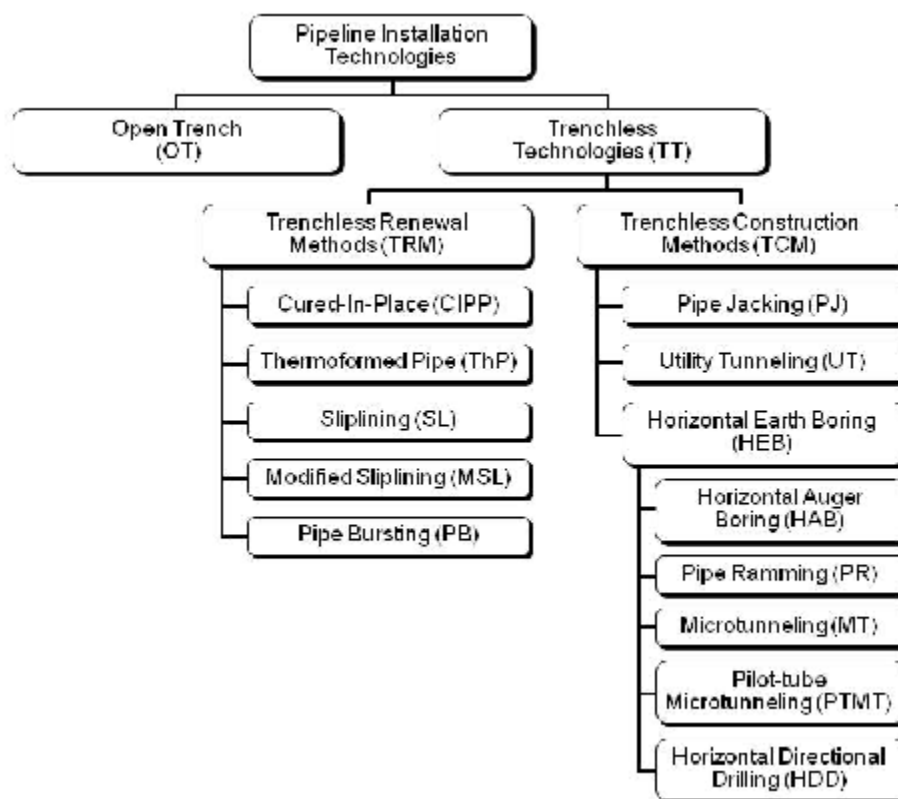 Pipeline Installation
Technologies
Open Trench
(OT)
Trenchless
Technologies (TT)
Trenchless Renewal
Methods (TRM)
Cured-In-Place (CIPP)
Thermoformed Pipe (ThP)
Sliplining (SL)
Modified Sliplining (MSL)
Pipe Bursting (PB)
Trenchless Construction
Methods (TCM)
Pipe Jacking (PJ)
Utility Tunneling (UT)
Horizontal Earth Boring
(HEB)
Horizontal Auger
Boring (HAB)
Pipe Ramming (PR)
Microtunneling (MT)
Pilot-tube
Microtunneling (PTMT)
Horizontal Directional
Drilling (HDD)